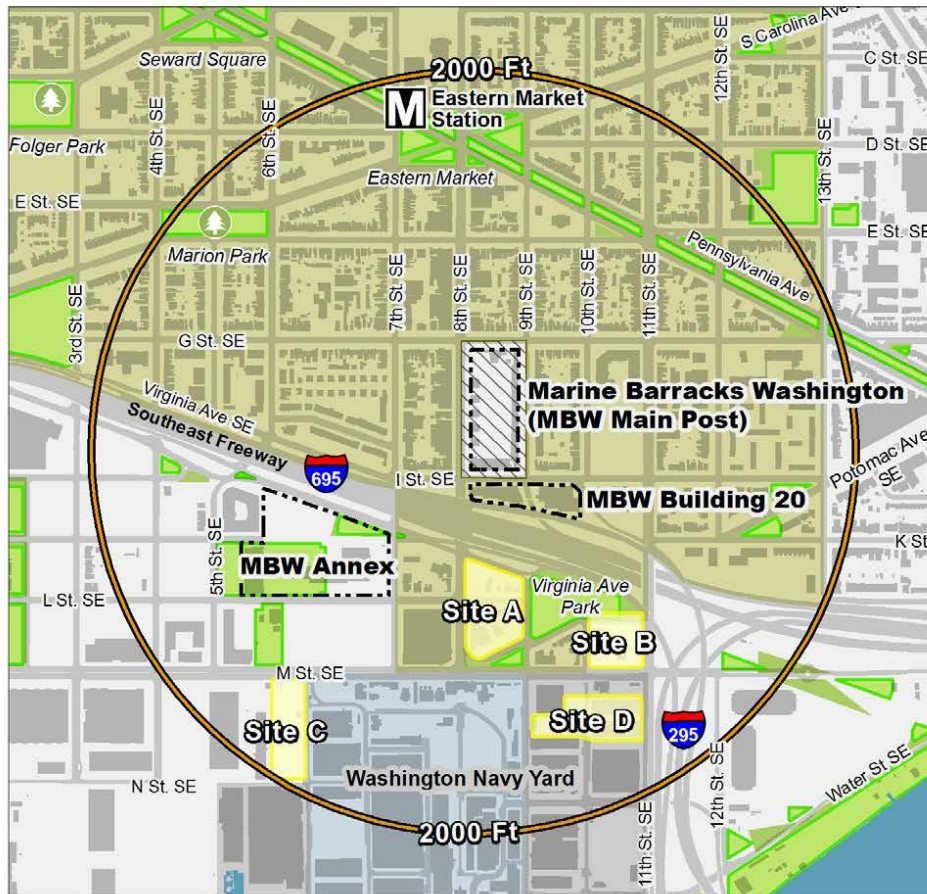 S Carolina Ave
C St. SE
Seward Square
2000 Ft
12th St. SE
M
Eastern Market
Station
4th St. SE
6th St. SE
Folger Park
D St. SE
13th St. SE
Eastern Market
E St. SE
E St. SE
Marion Park
Pennsylvania Ave
3rd St. SE
7th St. SE
8th St. SE
9th St. SE
10th St. SE
11th St. SE
G St. SE
Virginia Ave SE
Southeast Freeway
Marine Barracks Washington
(MBW Main Post)
695
I St. SE
Potomac Ave
SE
MBW Building 20
K St.
5th St. SE
MBW Annex
L St. SE
Site A
Virginia Ave
Park
Site B
M St. SE
Site C
Site D
295
N St. SE
Washington Navy Yard
Water St SE
11th St. SE
12th St. SE
2000 Ft